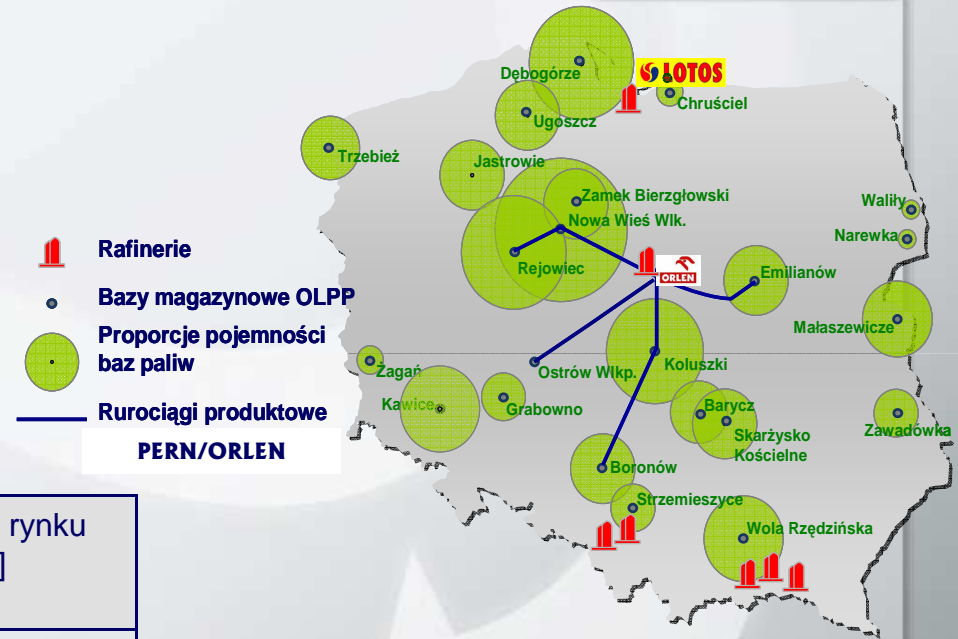 Dębogórze
LOTOS
Chruściel
Ugoszcz
Trzebież
Jastrowie
Zamek Bierzgłowski
Waliły
Nowa Wieś Wlk.
Narewka
Rafinerie
Rejowiec
ORLEN
Emilianów
Bazy magazynowe OLPP
Małaszewicze
Proporcje pojemności
baz paliw
Żagań
Ostrów Wlkp.
Koluszki
Kawice
Grabowno
Barycz
Rurociągi produktowe
Skarżysko
Kościelne
Zawadówka
PERN/ORLEN
Boronów
Strzemieszyce
rynku
Wola Rzędzińska
]